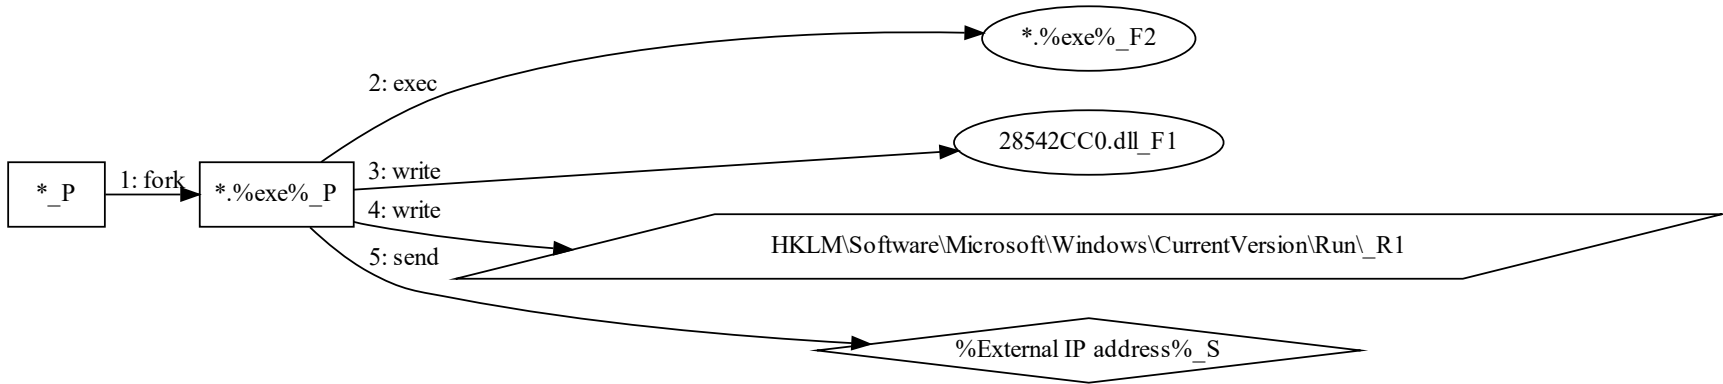 *.%exe%_F2
2: exec
28542CC0.dll_F1
3: write
1: fork
*_P
*.%exe%_P
4: write
HKLM\Software\Microsoft\Windows\CurrentVersion\Run\_R1
5: send
%External IP address%_S